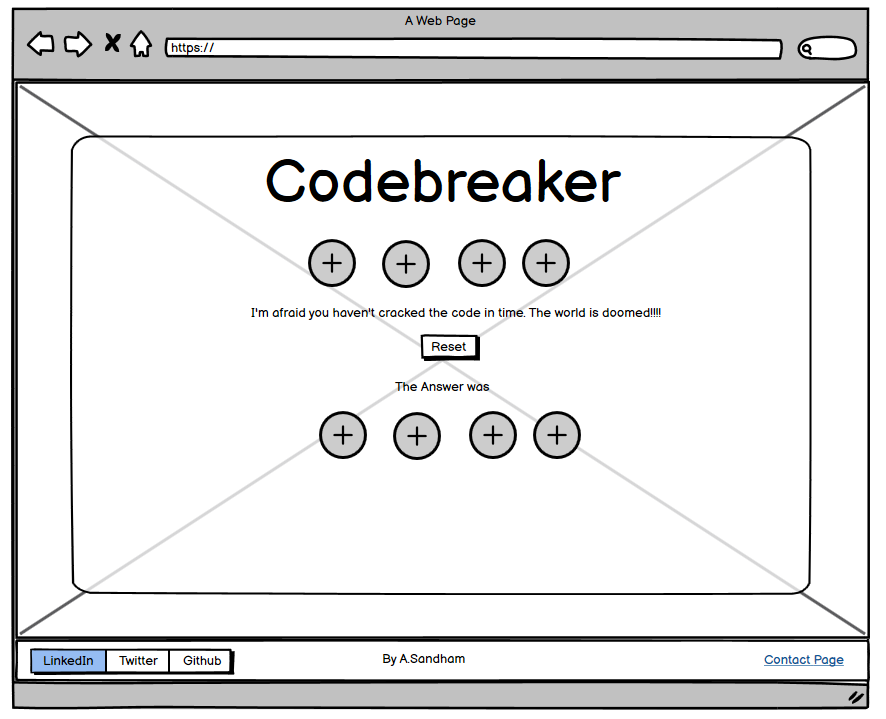 A Web Page
https://
Codebreaker
I'm afraid you haven't cracked the code in time. The world is doomed!!!!
Reset
The Answer was
LinkedIn Twitter Github By A.Sandham Contact Page